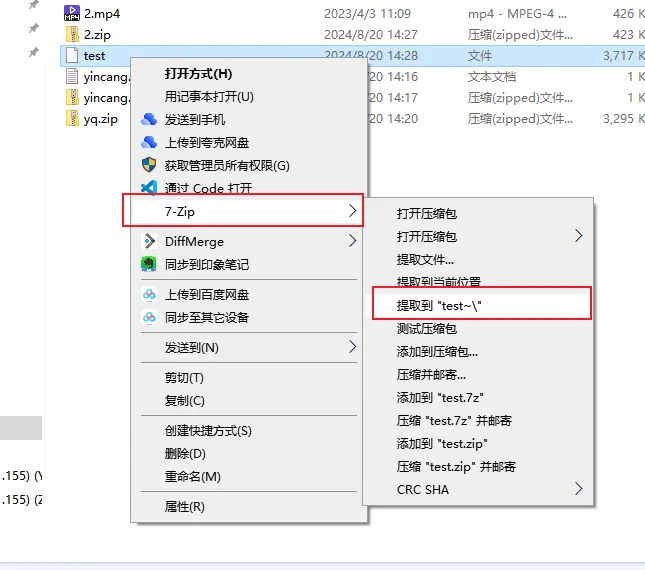 2.mp4 2023/4/3 11:09 mp4 - MPEG-4 ... 426 K
2.zip 2024/8/20 14:27 压缩(zipped)文件... 423 K
test 2024/8/20 14:28 文件 3,717 K
yincang. /20 14:16 文本文档
yincang. /20 14:17 压缩(zipped)文件...
yq.zip /20 14:20 压缩(zipped)文件... 3,295 K
打开方式(H)
用记事本打开(U)
发送到手机
上传到夸克网盘
获取管理员所有权限(G)
通过 Code 打开
7-Zip
DiffMerge
同步到印象笔记
上传到百度网盘
同步至其它设备
发送到(N)
剪切(T)
复制(C)
创建快捷方式(S)
删除(D)
重命名(M)
属性(R)
打开压缩包
打开压缩包
提取文件...
提取到当前位置
提取到 "test~\"
测试压缩包
添加到压缩包...
压缩并邮寄...
添加到 "test.7z"
压缩 "test.7z" 并邮寄
添加到 "test.zip"
压缩 "test.zip" 并邮寄
CRC SHA
.155) (Y
.155) (Z